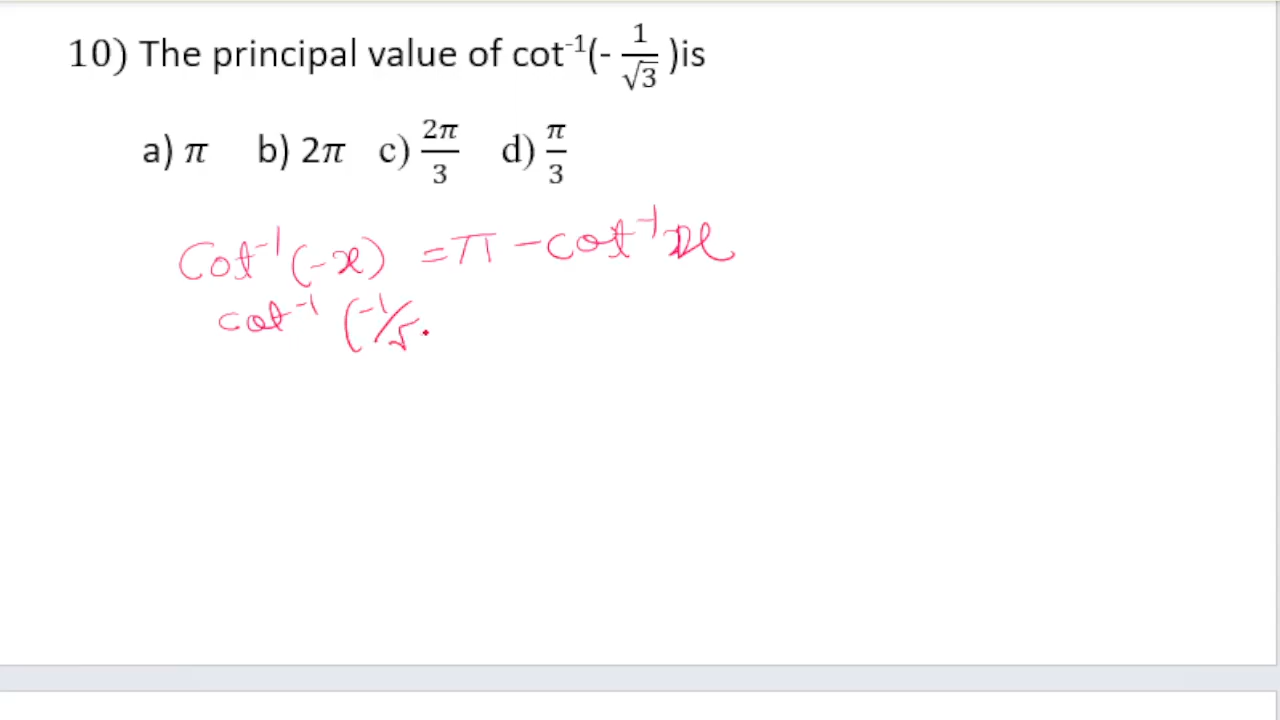 10) The principal value of cot⁻¹(- 1/√3 )is
a) π b) 2π c) 2π/3 d) π/3
Cot⁻¹(-x) = π - cot⁻¹x
cot⁻¹ (-1/√